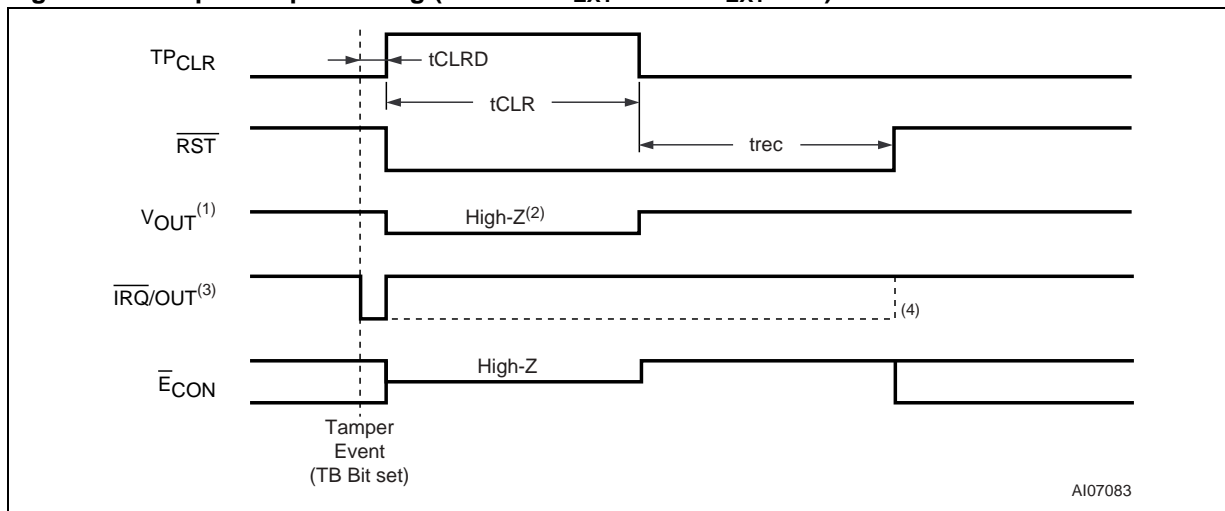 TPCLR
tCLRD
tCLR
RST
trec
VOUT(1)
High-Z(2)
IRQ/OUT(3)
(4)
High-Z
ECON
Tamper
Event
(TB Bit set)
AI07083